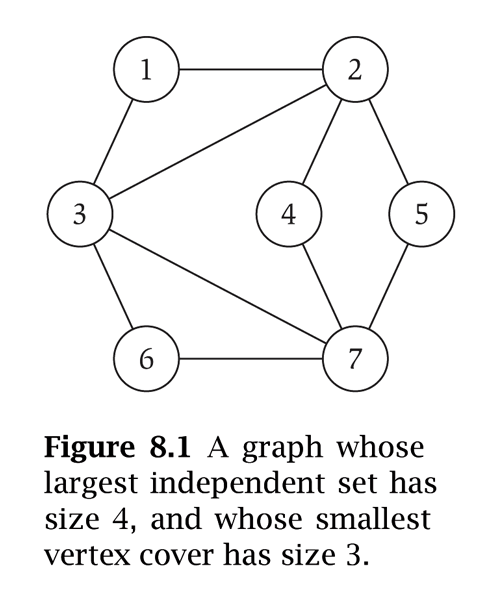 1
2
3
4
5
6
7
Figure 8.1 A graph whose
largest independent set has
size 4, and whose smallest
vertex cover has size 3.